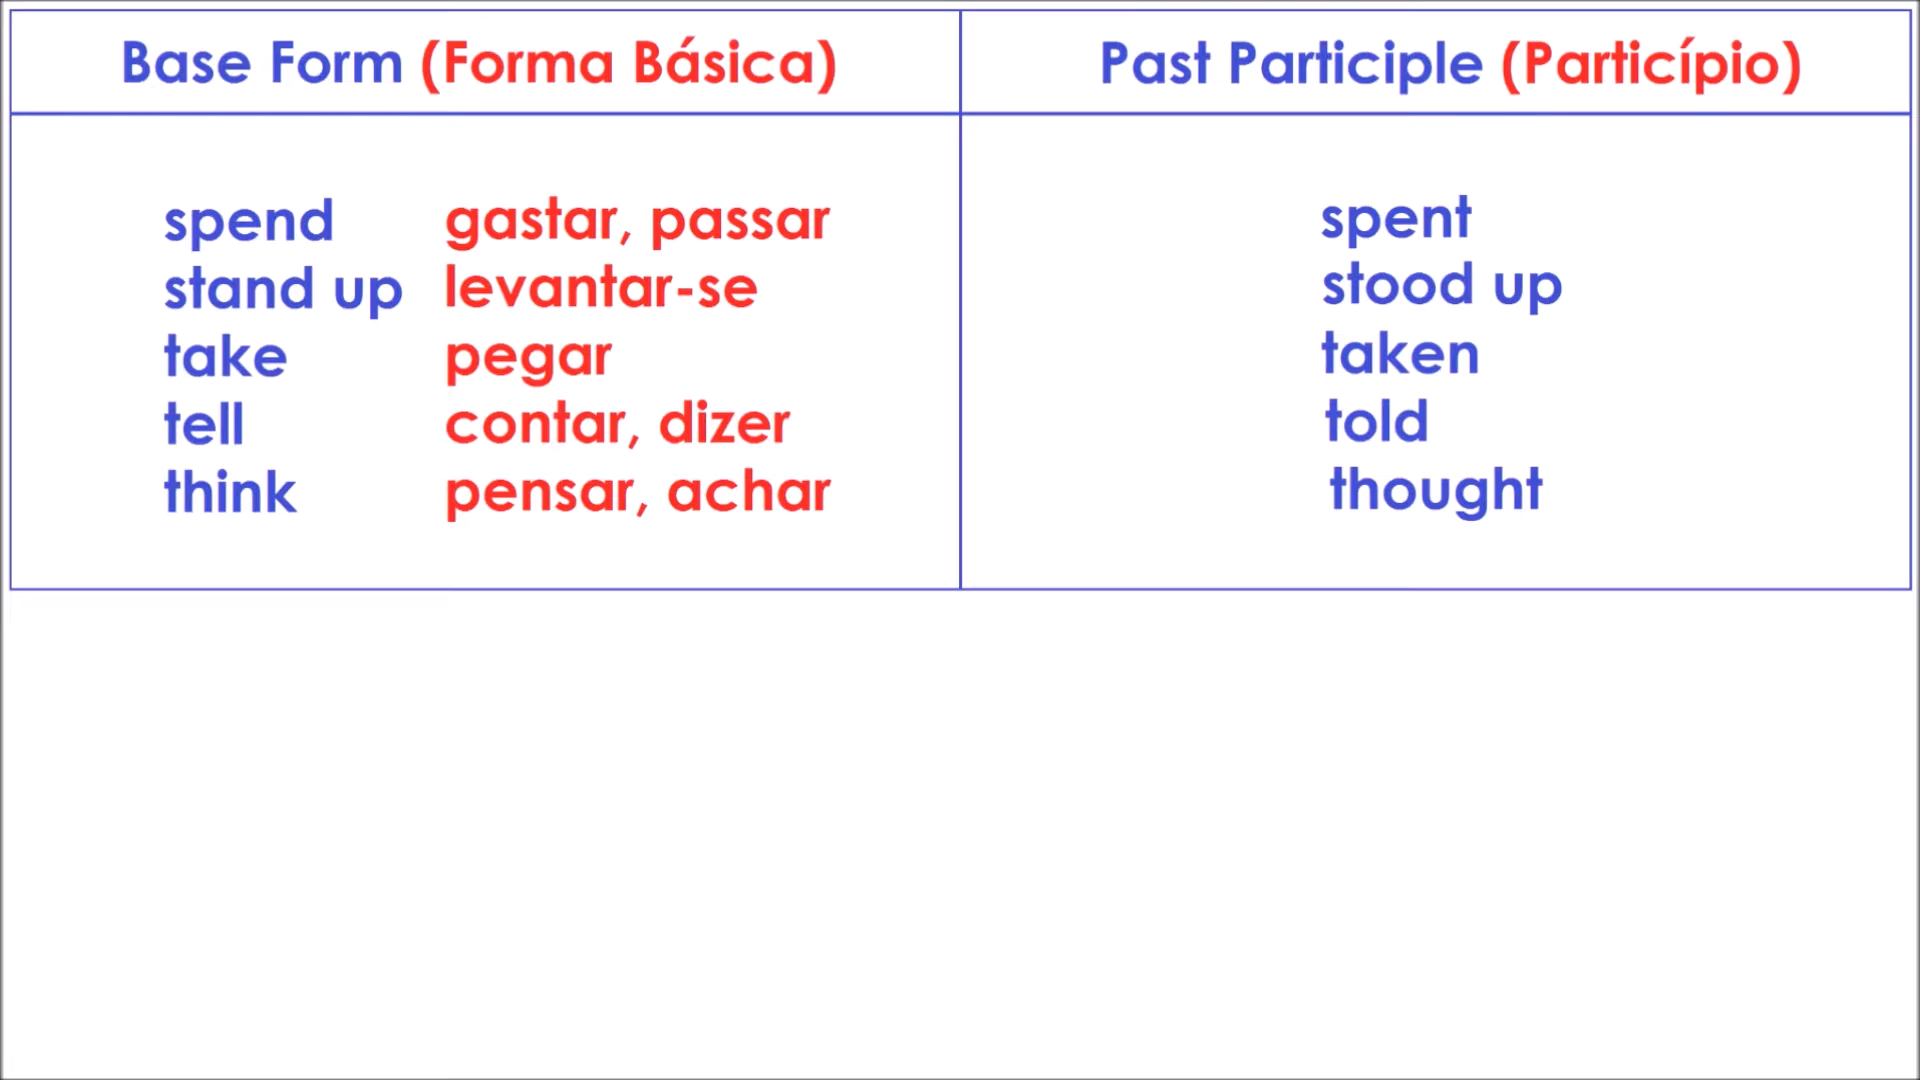 Base Form (Forma Básica) Past Participle (Particípio)
spend gastar, passar spent
stand up levantar-se stood up
take pegar taken
tell contar, dizer told
think pensar, achar thought